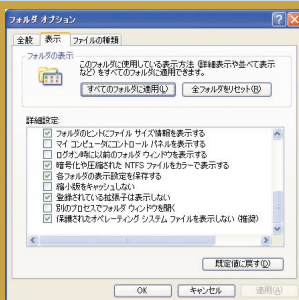 フォルダ オプション
全般
表示
ファイルの種類
フォルダの表示
このフォルダに使用している表示方法 (詳細表示や並べて表示
など) をすべてのフォルダに適用できます。
すべてのフォルダに適用(L)
全フォルダをリセット(R)
詳細設定:
フォルダのヒントにファイル サイズ情報を表示する
マイ コンピュータにコントロール パネルを表示する
ログオン時に以前のフォルダ ウィンドウを表示する
暗号化や圧縮された NTFS ファイルをカラーで表示する
各フォルダの表示設定を保存する
縮小版をキャッシュしない
登録されている拡張子は表示しない
別のプロセスでフォルダ ウィンドウを開く
保護されたオペレーティング システム ファイルを表示しない (推奨)
既定値に戻す(D)
OK
キャンセル
適用(A)